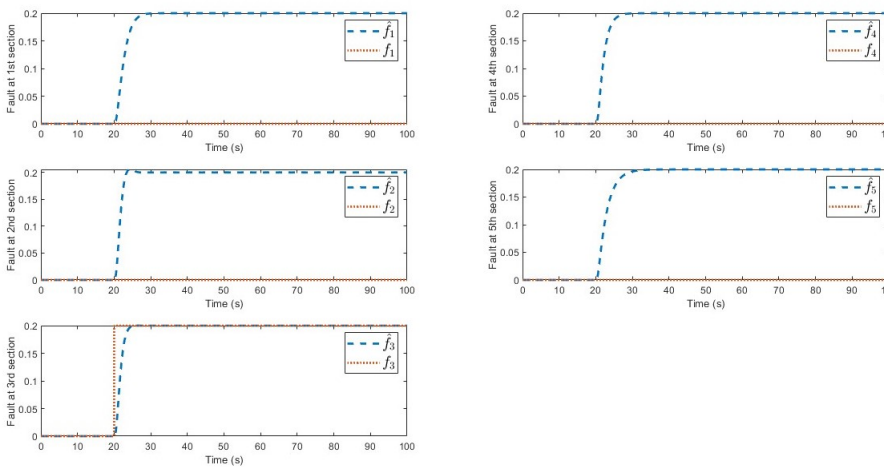 Fault at 1st section
0.2
0.15
0.1
0.05
0
0 10 20 30 40 50 60 70 80 90 100
Time (s)
f̂₁
f₁
Fault at 2nd section
0.2
0.15
0.1
0.05
0
0 10 20 30 40 50 60 70 80 90 100
Time (s)
f̂₂
f₂
Fault at 3rd section
0.2
0.15
0.1
0.05
0
0 10 20 30 40 50 60 70 80 90 100
Time (s)
f̂₃
f₃
Fault at 4th section
0.2
0.15
0.1
0.05
0
0 10 20 30 40 50 60 70 80 90 10
Time (s)
f̂₄
f₄
Fault at 5th section
0.2
0.15
0.1
0.05
0
0 10 20 30 40 50 60 70 80 90 10
Time (s)
f̂₅
f₅